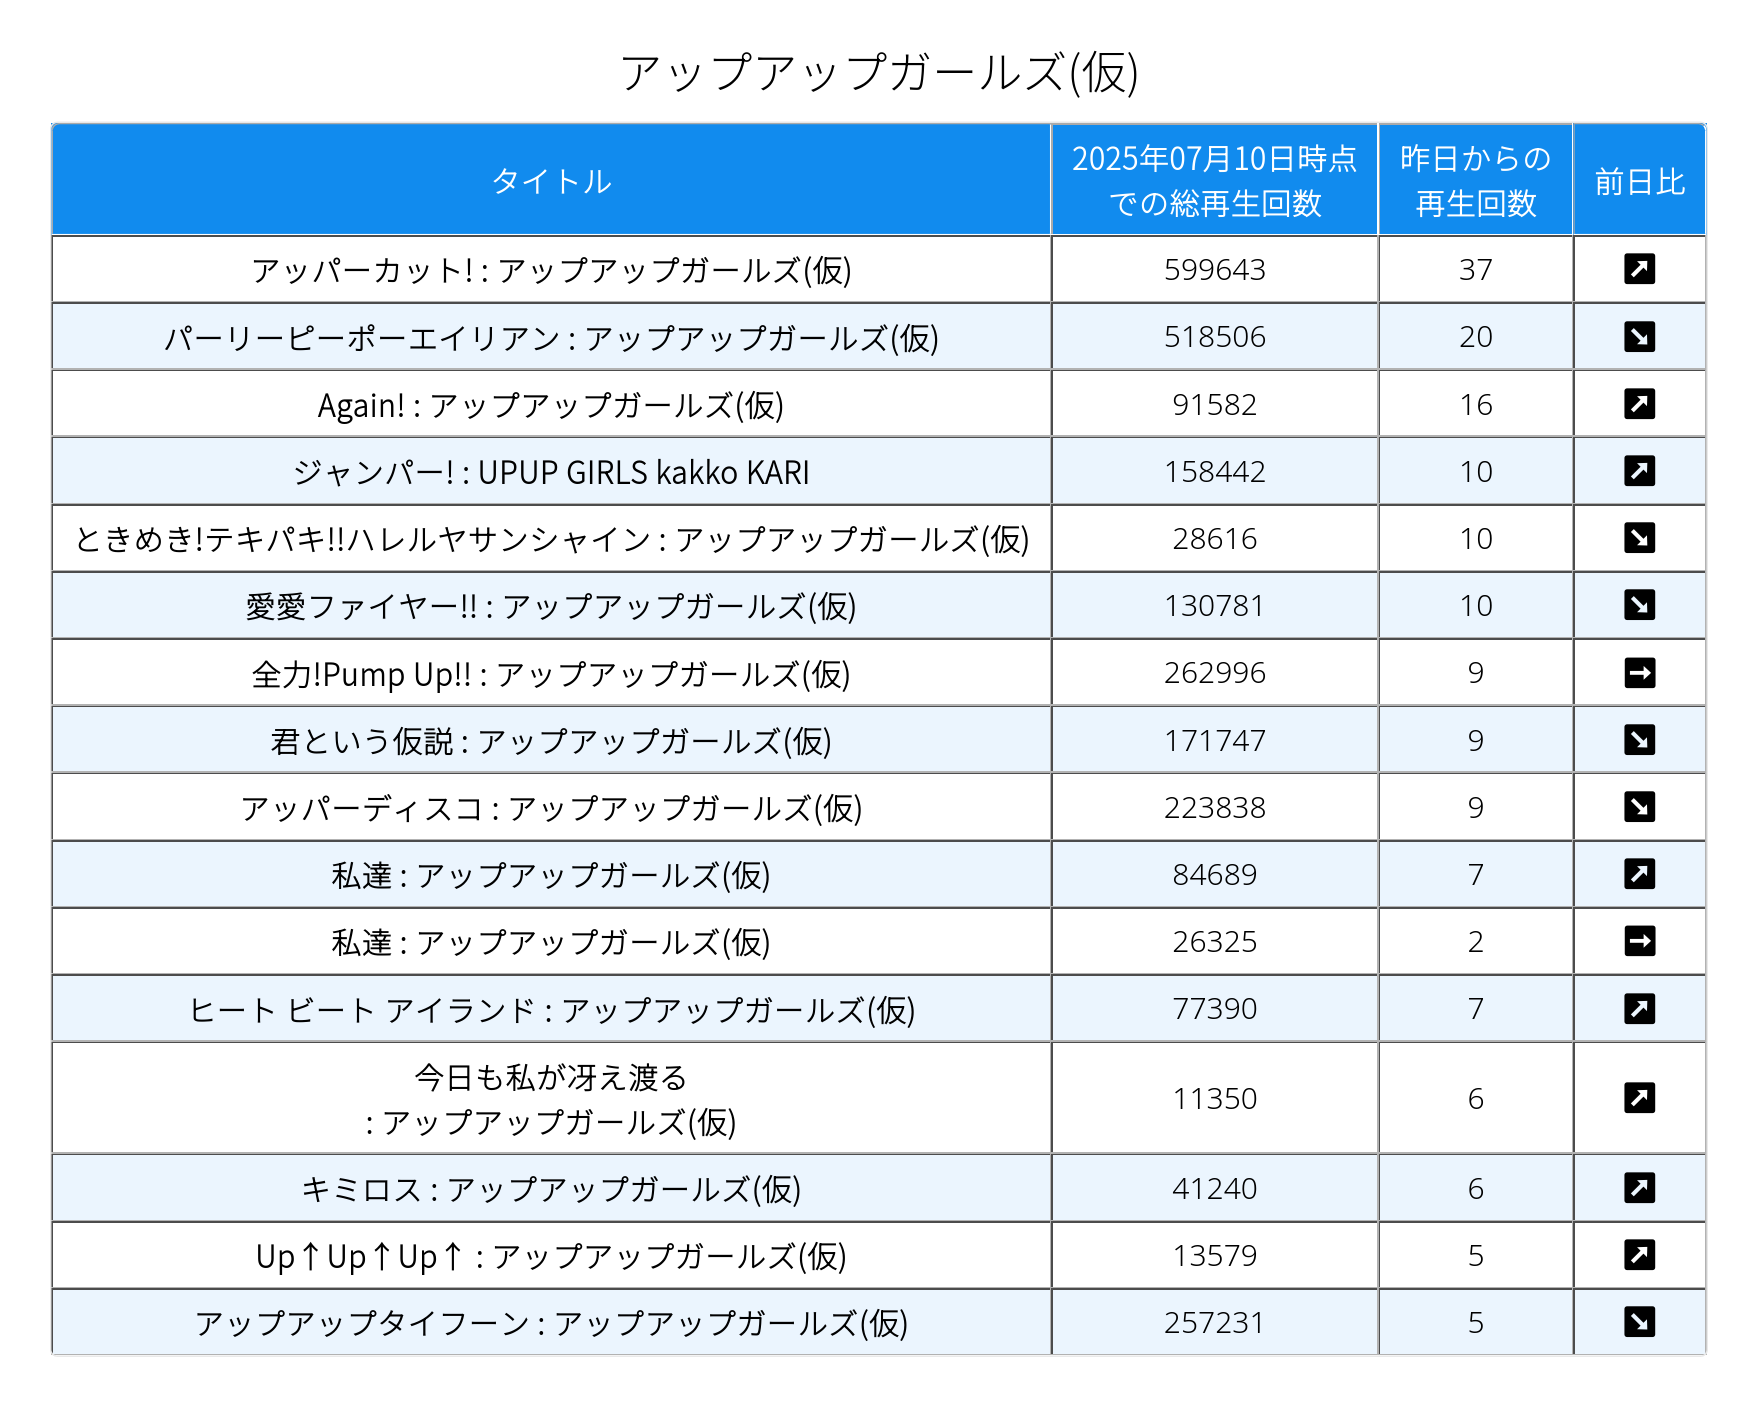 アップアップガールズ(仮)
タイトル 2025年07月10日時点 昨日からの 前日比
での総再生回数 再生回数
アッパーカット! : アップアップガールズ(仮) 599643 37 ↗
パーリーピーポーエイリアン : アップアップガールズ(仮) 518506 20 ↘
Again! : アップアップガールズ(仮) 91582 16 ↗
ジャンパー! : UPUP GIRLS kakko KARI 158442 10 ↗
ときめき!テキパキ!!ハレルヤサンシャイン : アップアップガールズ(仮) 28616 10 ↘
愛愛ファイヤー!! : アップアップガールズ(仮) 130781 10 ↘
全力!Pump Up!! : アップアップガールズ(仮) 262996 9 →
君という仮説 : アップアップガールズ(仮) 171747 9 ↘
アッパーディスコ : アップアップガールズ(仮) 223838 9 ↘
私達 : アップアップガールズ(仮) 84689 7 ↗
私達 : アップアップガールズ(仮) 26325 2 →
ヒート ビート アイランド : アップアップガールズ(仮) 77390 7 ↗
今日も私が冴え渡る
: アップアップガールズ(仮) 11350 6 ↗
キミロス : アップアップガールズ(仮) 41240 6 ↗
Up↑Up↑Up↑ : アップアップガールズ(仮) 13579 5 ↗
アップアップタイフーン : アップアップガールズ(仮) 257231 5 ↘